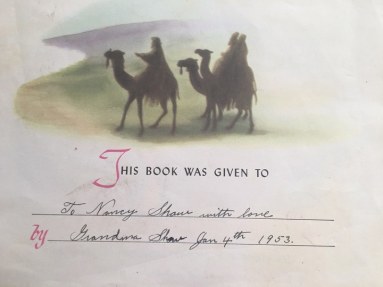 THIS BOOK WAS GIVEN TO
To Nancy Shaw with love
by Grandma Shaw Jan 4th 1953.